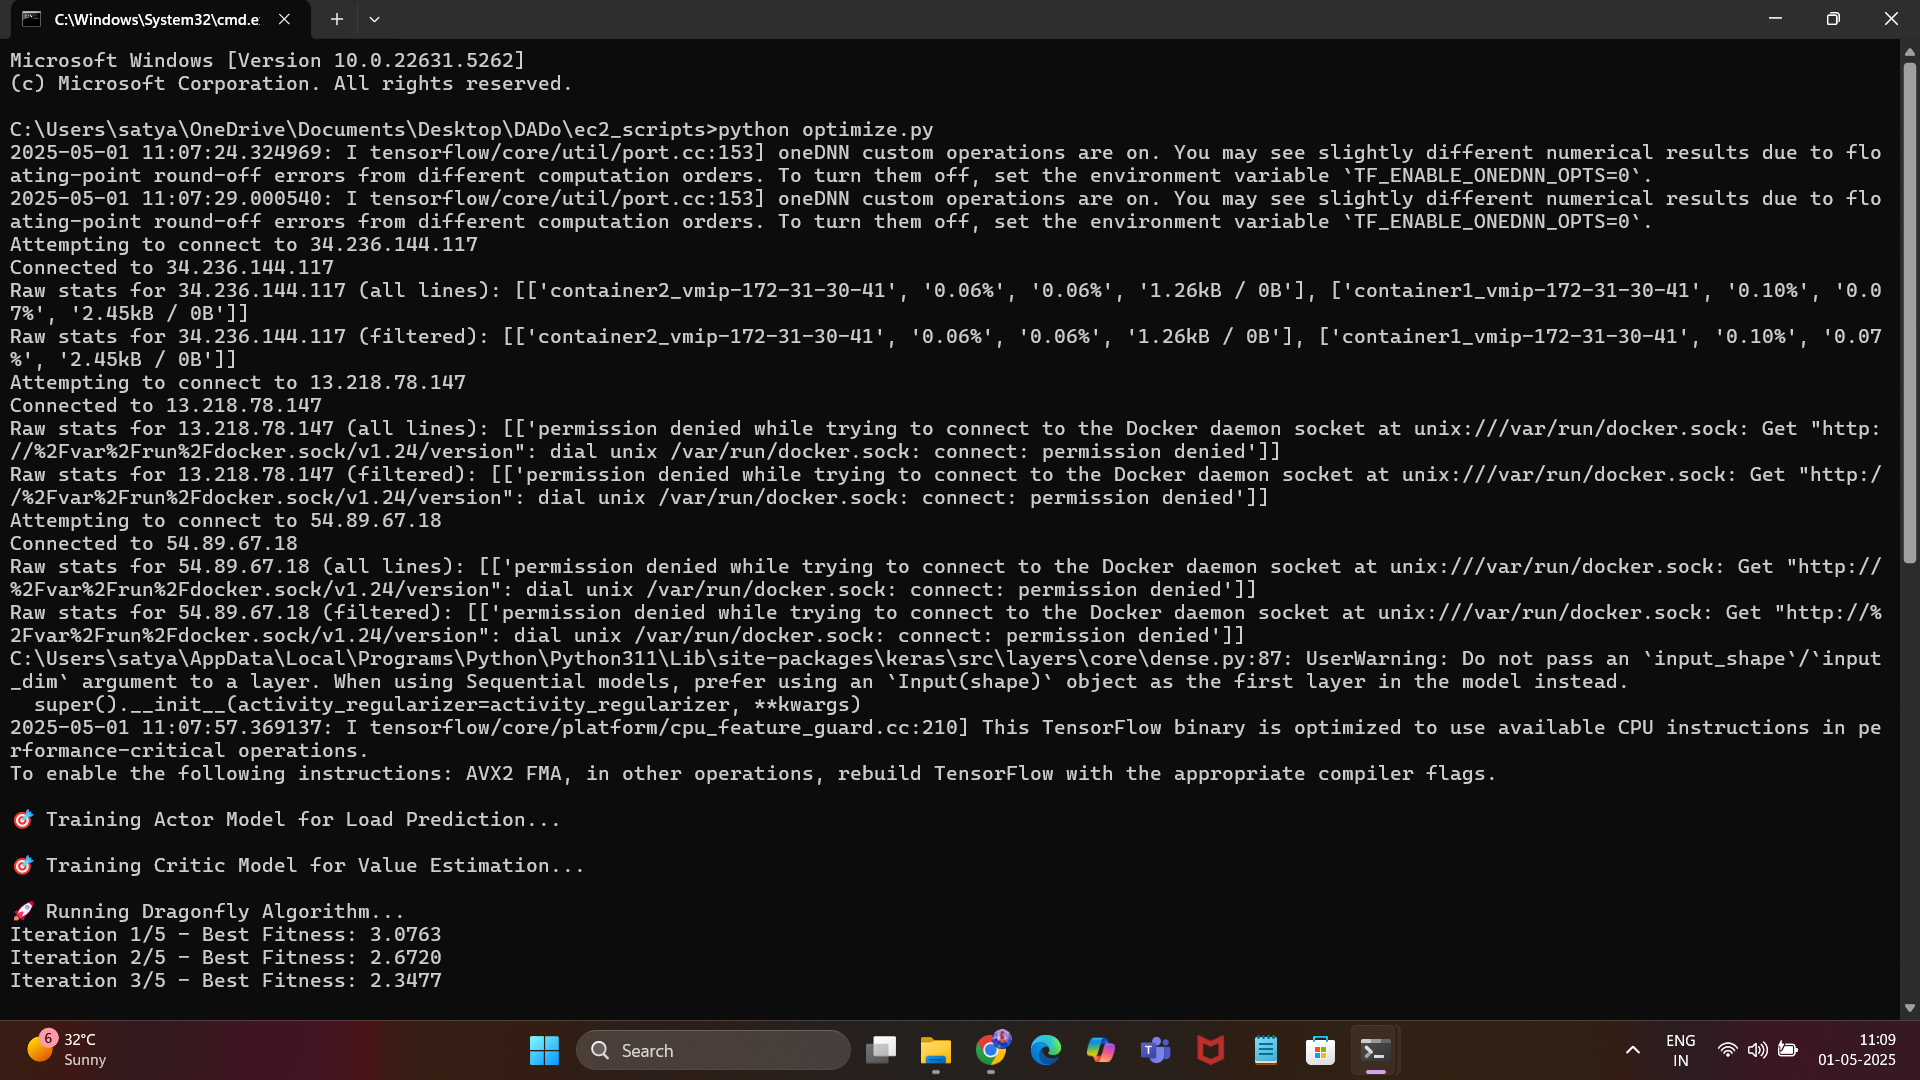 C:\Windows\System32\cmd.e
Microsoft Windows [Version 10.0.22631.5262]
(c) Microsoft Corporation. All rights reserved.
C:\Users\satya\OneDrive\Documents\Desktop\DADo\ec2_scripts>python optimize.py
2025-05-01 11:07:24.324969: I tensorflow/core/util/port.cc:153] oneDNN custom operations are on. You may see slightly different numerical results due to flo
ating-point round-off errors from different computation orders. To turn them off, set the environment variable `TF_ENABLE_ONEDNN_OPTS=0`.
2025-05-01 11:07:29.000540: I tensorflow/core/util/port.cc:153] oneDNN custom operations are on. You may see slightly different numerical results due to flo
ating-point round-off errors from different computation orders. To turn them off, set the environment variable `TF_ENABLE_ONEDNN_OPTS=0`.
Attempting to connect to 34.236.144.117
Connected to 34.236.144.117
Raw stats for 34.236.144.117 (all lines): [['container2_vmip-172-31-30-41', '0.06%', '0.06%', '1.26kB / 0B'], ['container1_vmip-172-31-30-41', '0.10%', '0.0
7%', '2.45kB / 0B']]
Raw stats for 34.236.144.117 (filtered): [['container2_vmip-172-31-30-41', '0.06%', '0.06%', '1.26kB / 0B'], ['container1_vmip-172-31-30-41', '0.10%', '0.07
%', '2.45kB / 0B']]
Attempting to connect to 13.218.78.147
Connected to 13.218.78.147
Raw stats for 13.218.78.147 (all lines): [['permission denied while trying to connect to the Docker daemon socket at unix:///var/run/docker.sock: Get "http:
//%2Fvar%2Frun%2Fdocker.sock/v1.24/version": dial unix /var/run/docker.sock: connect: permission denied']]
Raw stats for 13.218.78.147 (filtered): [['permission denied while trying to connect to the Docker daemon socket at unix:///var/run/docker.sock: Get "http:/
/%2Fvar%2Frun%2Fdocker.sock/v1.24/version": dial unix /var/run/docker.sock: connect: permission denied']]
Attempting to connect to 54.89.67.18
Connected to 54.89.67.18
Raw stats for 54.89.67.18 (all lines): [['permission denied while trying to connect to the Docker daemon socket at unix:///var/run/docker.sock: Get "http://
%2Fvar%2Frun%2Fdocker.sock/v1.24/version": dial unix /var/run/docker.sock: connect: permission denied']]
Raw stats for 54.89.67.18 (filtered): [['permission denied while trying to connect to the Docker daemon socket at unix:///var/run/docker.sock: Get "http://%
2Fvar%2Frun%2Fdocker.sock/v1.24/version": dial unix /var/run/docker.sock: connect: permission denied']]
C:\Users\satya\AppData\Local\Programs\Python\Python311\Lib\site-packages\keras\src\layers\core\dense.py:87: UserWarning: Do not pass an `input_shape`/`input
_dim` argument to a layer. When using Sequential models, prefer using an `Input(shape)` object as the first layer in the model instead.
super().__init__(activity_regularizer=activity_regularizer, **kwargs)
2025-05-01 11:07:57.369137: I tensorflow/core/platform/cpu_feature_guard.cc:210] This TensorFlow binary is optimized to use available CPU instructions in pe
rformance-critical operations.
To enable the following instructions: AVX2 FMA, in other operations, rebuild TensorFlow with the appropriate compiler flags.
🎯 Training Actor Model for Load Prediction...
🎯 Training Critic Model for Value Estimation...
🚀 Running Dragonfly Algorithm...
Iteration 1/5 - Best Fitness: 3.0763
Iteration 2/5 - Best Fitness: 2.6720
Iteration 3/5 - Best Fitness: 2.3477
6
32°C
Sunny
Search
ENG
IN
11:09
01-05-2025